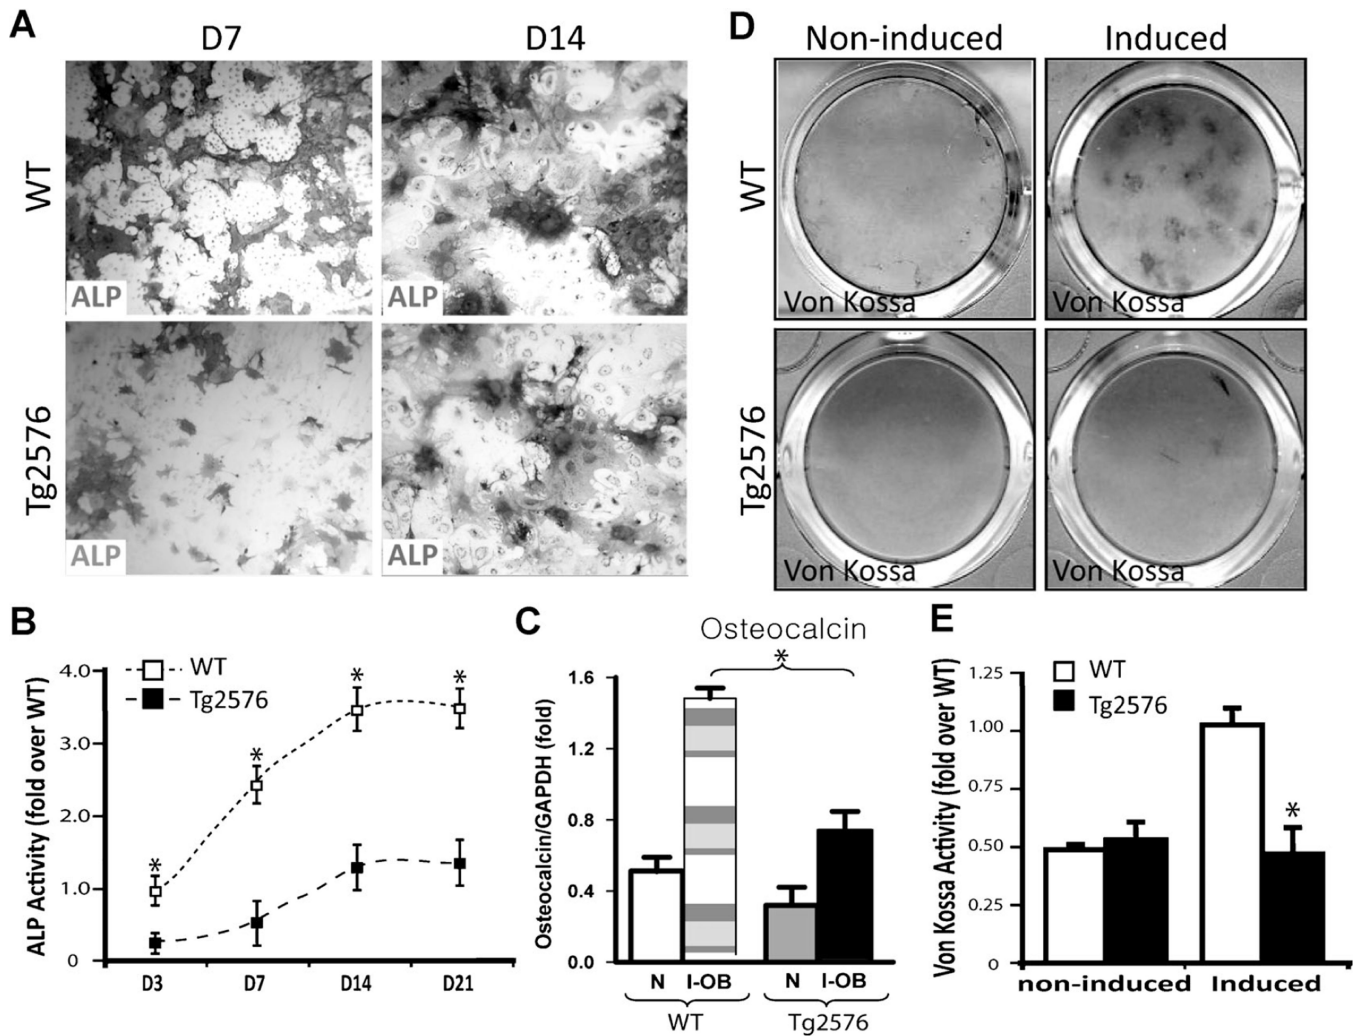 A
D7
D14
WT
ALP
ALP
Tg2576
ALP
ALP
D
Non-induced
Induced
WT
Von Kossa
Von Kossa
Tg2576
Von Kossa
Von Kossa
B
ALP Activity (fold over WT)
WT
Tg2576
4.0
3.0
2.0
1.0
0
*
*
*
*
D3
D7
D14
D21
C
Osteocalcin
*
Osteocalcin/GAPDH (fold)
1.6
1.2
0.8
0.4
0.0
N
I-OB
N
I-OB
WT
Tg2576
E
Von Kossa Activity (fold over WT)
WT
Tg2576
1.25
1.00
0.75
0.50
0.25
0
*
non-induced
Induced